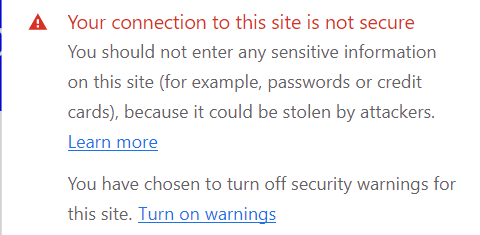 Your connection to this site is not secure
You should not enter any sensitive information
on this site (for example, passwords or credit
cards), because it could be stolen by attackers.
Learn more
You have chosen to turn off security warnings for
this site. Turn on warnings